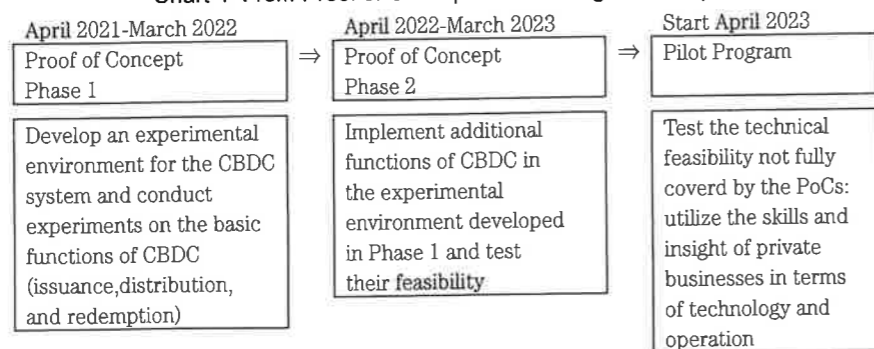 April 2021-March 2022
April 2022-March 2023
Start April 2023
Proof of Concept
Phase 1
⇒
Proof of Concept
Phase 2
⇒
Pilot Program
Develop an experimental
environment for the CBDC
system and conduct
experiments on the basic
functions of CBDC
(issuance,distribution,
and redemption)
Implement additional
functions of CBDC in
the experimental
environment developed
in Phase 1 and test
their feasibility
Test the technical
feasibility not fully
coverd by the PoCs:
utilize the skills and
insight of private
businesses in terms
of technology and
operation